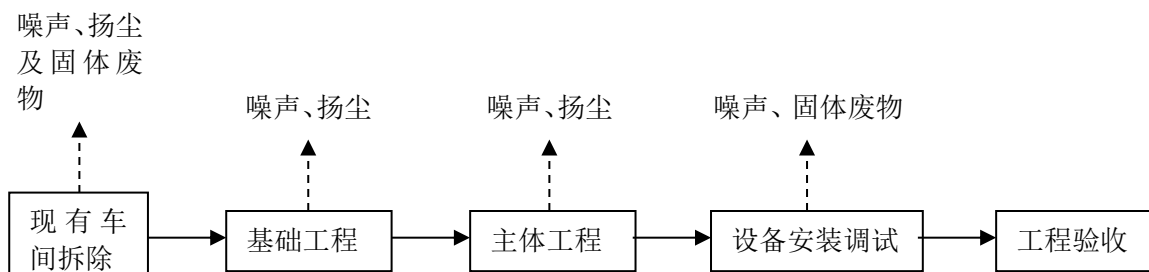 噪声、扬尘
及固体废
物
噪声、扬尘
噪声、扬尘
噪声、固体废物
现有车
间拆除
基础工程
主体工程
设备安装调试
工程验收